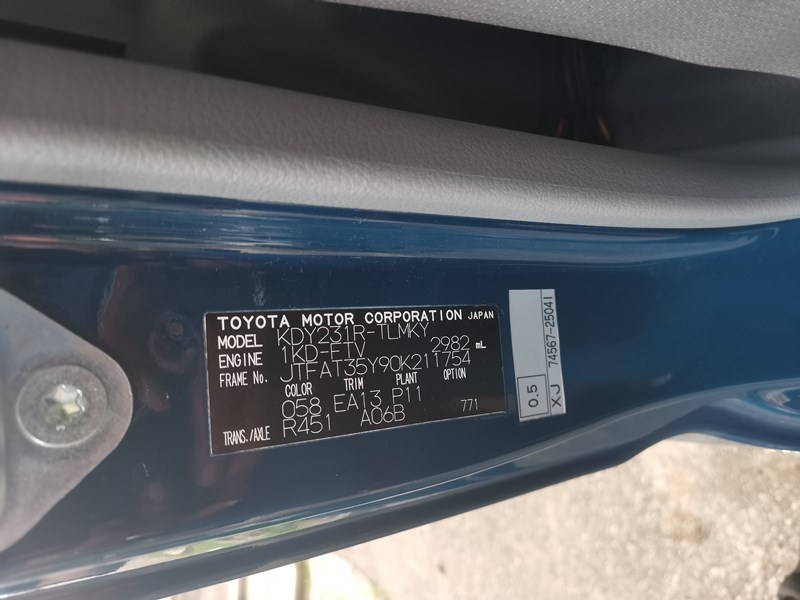 TOYOTA MOTOR CORPORATION JAPAN
MODEL KDY231R-TLMKY
ENGINE 1KD-FTV 2982 mL
FRAME No. JTFAT35Y90K211754
COLOR TRIM PLANT OPTION
058 EA13 P11
TRANS./AXLE R451 A06B 771
0.5
XJ 74567-25041